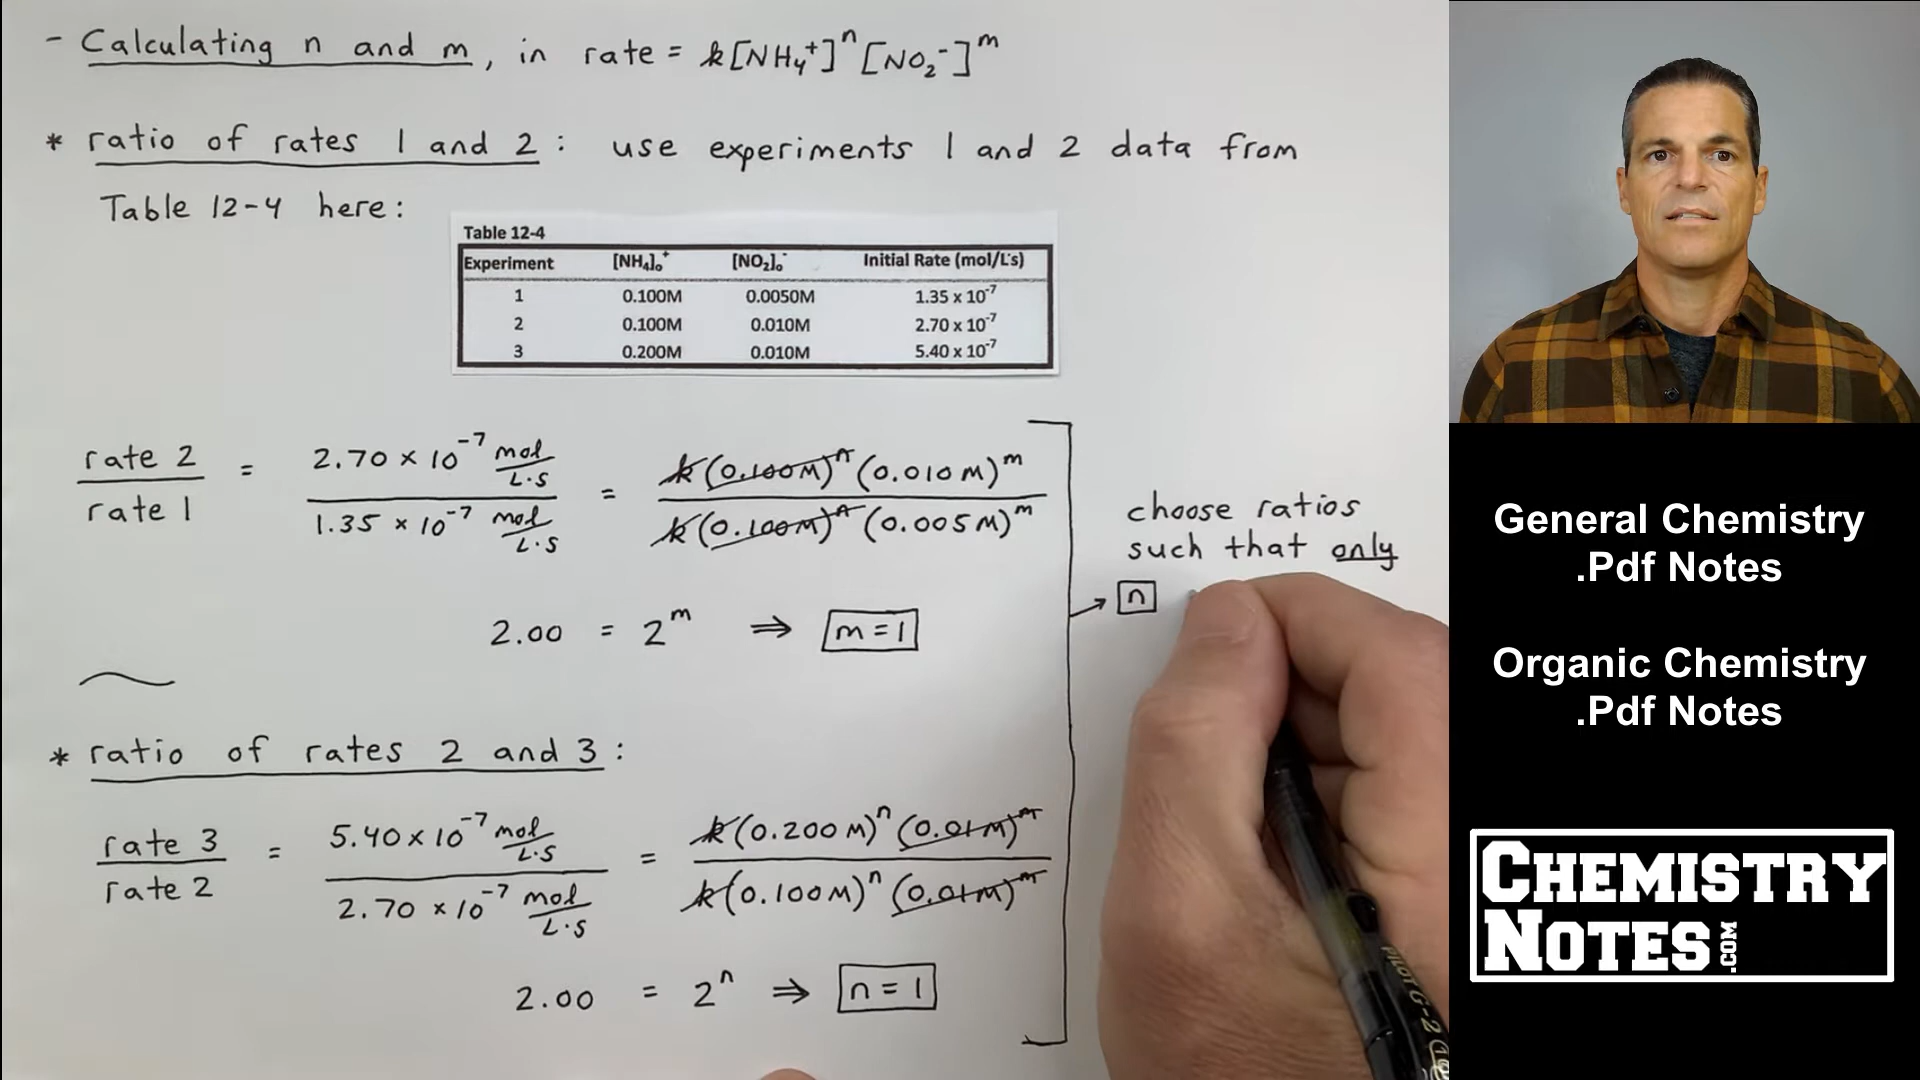 - Calculating n and m, in rate = k[NH₄⁺]ⁿ [NO₂⁻]ᵐ
* ratio of rates 1 and 2: use experiments 1 and 2 data from
Table 12-4 here:
Table 12-4
Experiment [NH₄]ₒ⁺ [NO₂]ₒ⁻ Initial Rate (mol/L·s)
1 0.100M 0.0050M 1.35 x 10⁻⁷
2 0.100M 0.010M 2.70 x 10⁻⁷
3 0.200M 0.010M 5.40 x 10⁻⁷
rate 2 / rate 1 = 2.70 × 10⁻⁷ mol/L·s / 1.35 × 10⁻⁷ mol/L·s = k(0.100M)ⁿ (0.010M)ᵐ / k(0.100M)ⁿ (0.005M)ᵐ
2.00 = 2ᵐ ⇒ m = 1
* ratio of rates 2 and 3:
rate 3 / rate 2 = 5.40 × 10⁻⁷ mol/L·s / 2.70 × 10⁻⁷ mol/L·s = k(0.200M)ⁿ (0.01M)ᵐ / k(0.100M)ⁿ (0.01M)ᵐ
2.00 = 2ⁿ ⇒ n = 1
choose ratios
such that only
→ n
PILOT G-2
General Chemistry
.Pdf Notes
Organic Chemistry
.Pdf Notes
CHEMISTRY
NOTES.COM